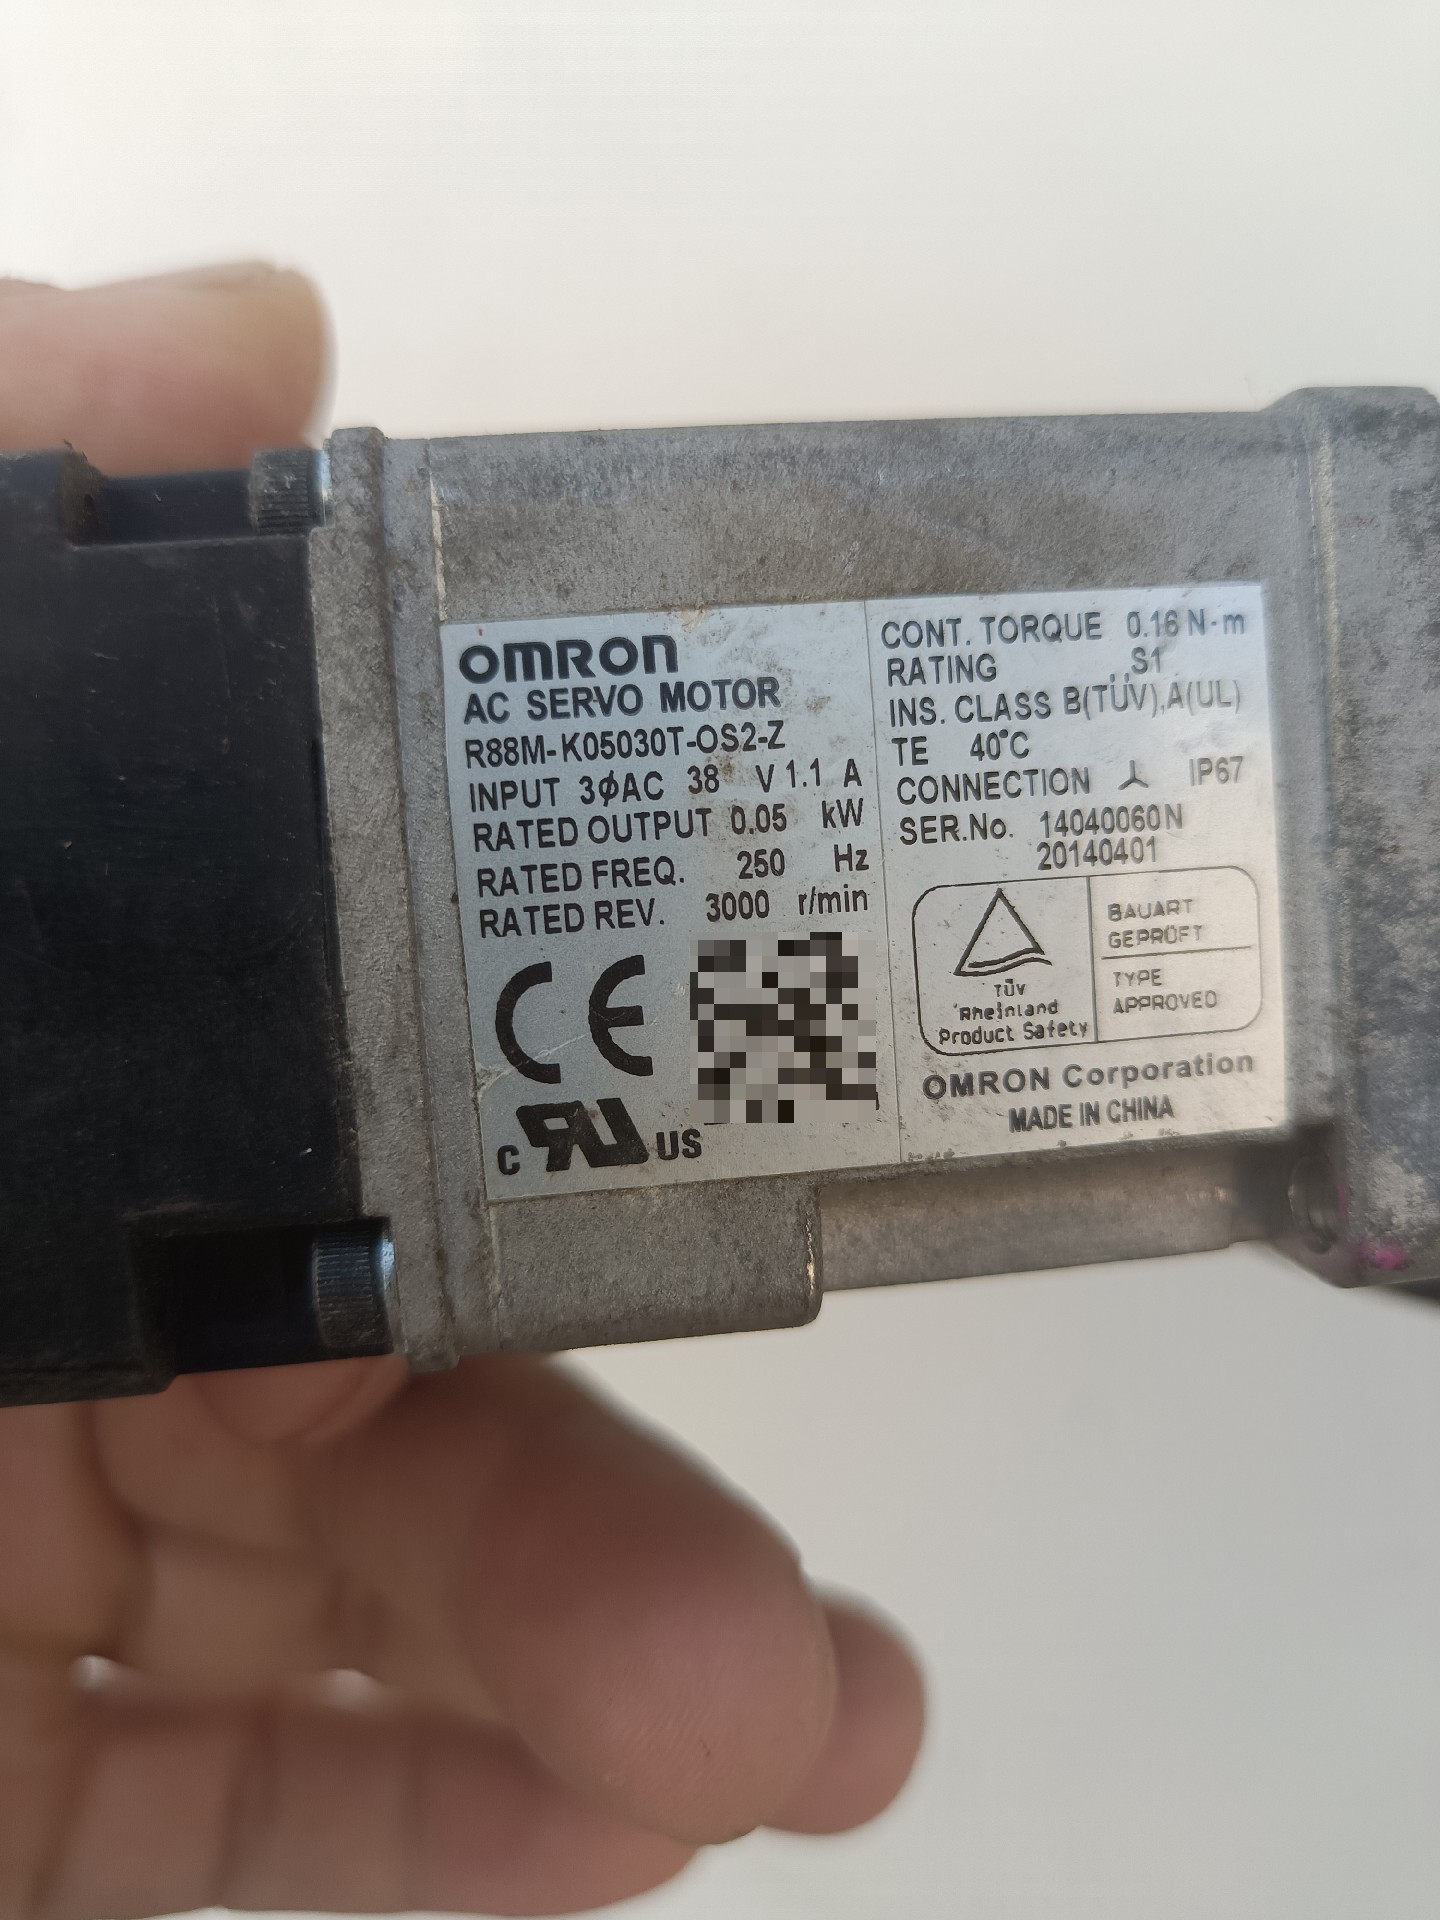 OMRON
AC SERVO MOTOR
R88M-K05030T-OS2-Z
INPUT 3ϕAC 38 V 1.1 A
RATED OUTPUT 0.05 kW
RATED FREQ. 250 Hz
RATED REV. 3000 r/min
CE
c RU US
CONT. TORQUE 0.16 N·m
RATING S1
INS. CLASS B(TÜV),A(UL)
TE 40°C
CONNECTION IP67
SER.No. 14040060N
20140401
TÜV
Rheinland
Product Safety
BAUART
GEPRÜFT
TYPE
APPROVED
OMRON Corporation
MADE IN CHINA